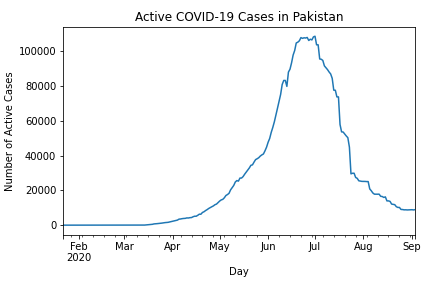 Active COVID-19 Cases in Pakistan
Number of Active Cases
100000
80000
60000
40000
20000
0
Feb Mar Apr May Jun Jul Aug Sep
2020
Day